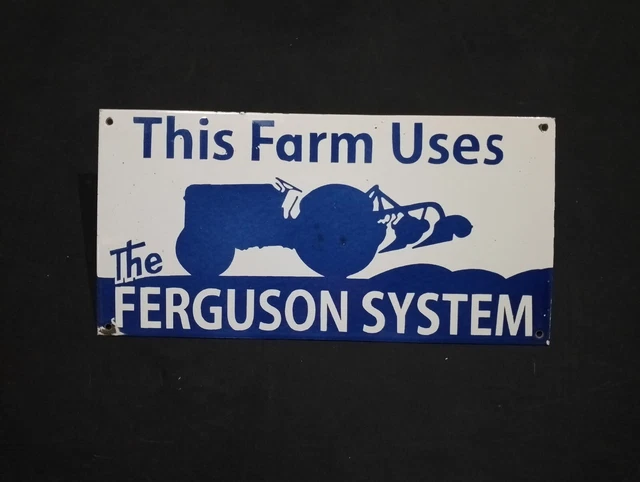 This Farm Uses
The
FERGUSON SYSTEM